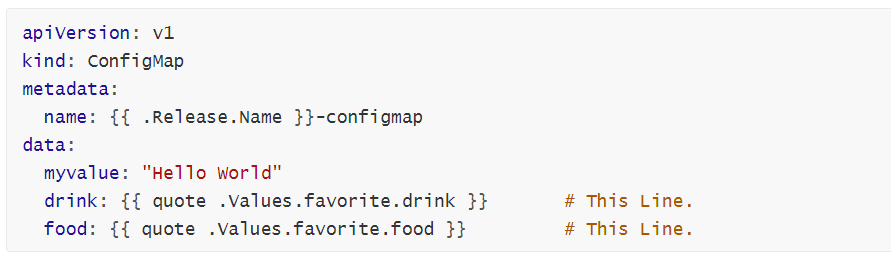 apiVersion: v1
kind: ConfigMap
metadata:
  name: {{ .Release.Name }}-configmap
data:
  myvalue: "Hello World"
  drink: {{ quote .Values.favorite.drink }}       # This Line.
  food: {{ quote .Values.favorite.food }}         # This Line.